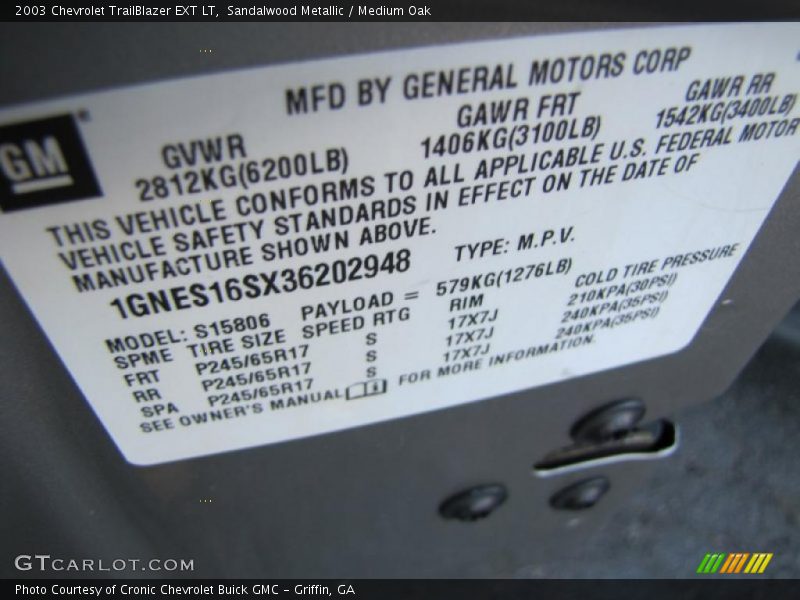 2003 Chevrolet TrailBlazer EXT LT, Sandalwood Metallic / Medium Oak
MFD BY GENERAL MOTORS CORP
GM
GVWR GAWR FRT GAWR RR
2812KG(6200LB) 1406KG(3100LB) 1542KG(3400LB)
THIS VEHICLE CONFORMS TO ALL APPLICABLE U.S. FEDERAL MOTOR
VEHICLE SAFETY STANDARDS IN EFFECT ON THE DATE OF
MANUFACTURE SHOWN ABOVE.
1GNES16SX36202948 TYPE: M.P.V.
MODEL: S15806 PAYLOAD = 579KG(1276LB)
SPME TIRE SIZE SPEED RTG RIM COLD TIRE PRESSURE
FRT P245/65R17 S 17X7J 210KPA(30PSI)
RR P245/65R17 S 17X7J 240KPA(35PSI)
SPA P245/65R17 S 17X7J 240KPA(35PSI)
SEE OWNER'S MANUAL FOR MORE INFORMATION.
GTCARLOT.COM
Photo Courtesy of Cronic Chevrolet Buick GMC – Griffin, GA